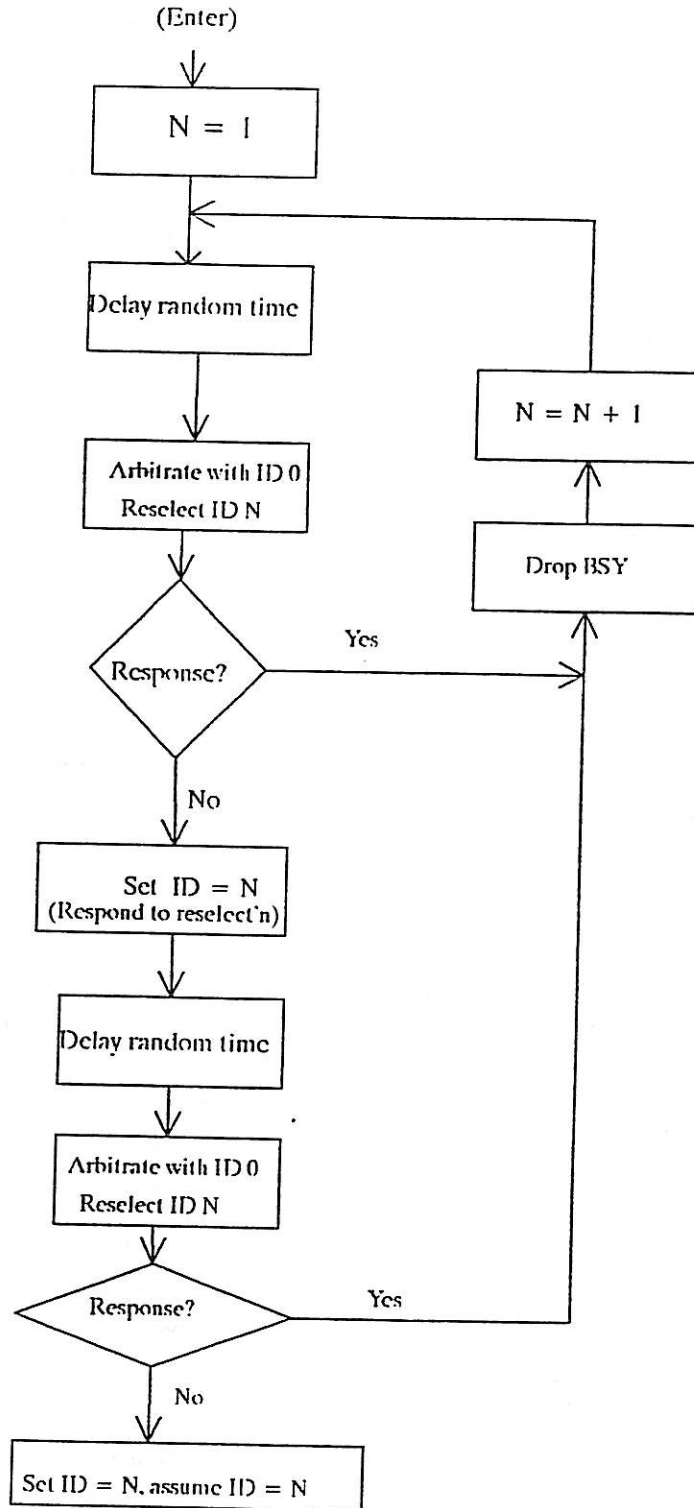 (Enter)
N = 1
Delay random time
N = N + 1
Arbitrate with ID 0
Reselect ID N
Drop BSY
Response?
Yes
No
Set ID = N
(Respond to reselect'n)
Delay random time
Arbitrate with ID 0
Reselect ID N
Response?
Yes
No
Set ID = N, assume ID = N